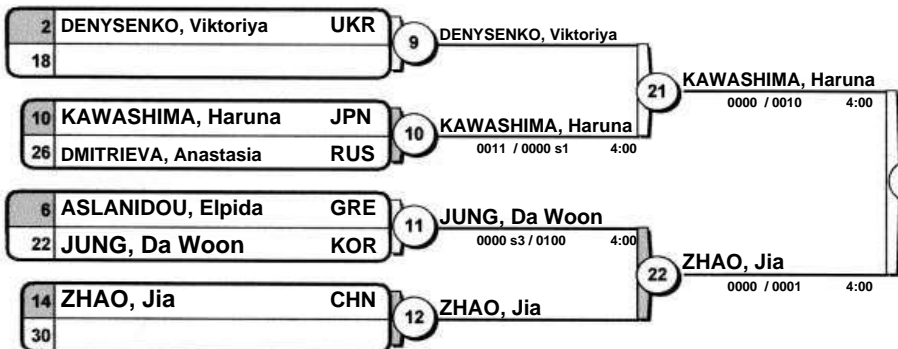 2 DENYSENKO, Viktoriya UKR
18
9
DENYSENKO, Viktoriya
10 KAWASHIMA, Haruna JPN
26 DMITRIEVA, Anastasia RUS
10
KAWASHIMA, Haruna
0011 / 0000 s1 4:00
21
KAWASHIMA, Haruna
0000 / 0010 4:00
6 ASLANIDOU, Elpida GRE
22 JUNG, Da Woon KOR
11
JUNG, Da Woon
0000 s3 / 0100 4:00
14 ZHAO, Jia CHN
30
12
ZHAO, Jia
22
ZHAO, Jia
0000 / 0001 4:00